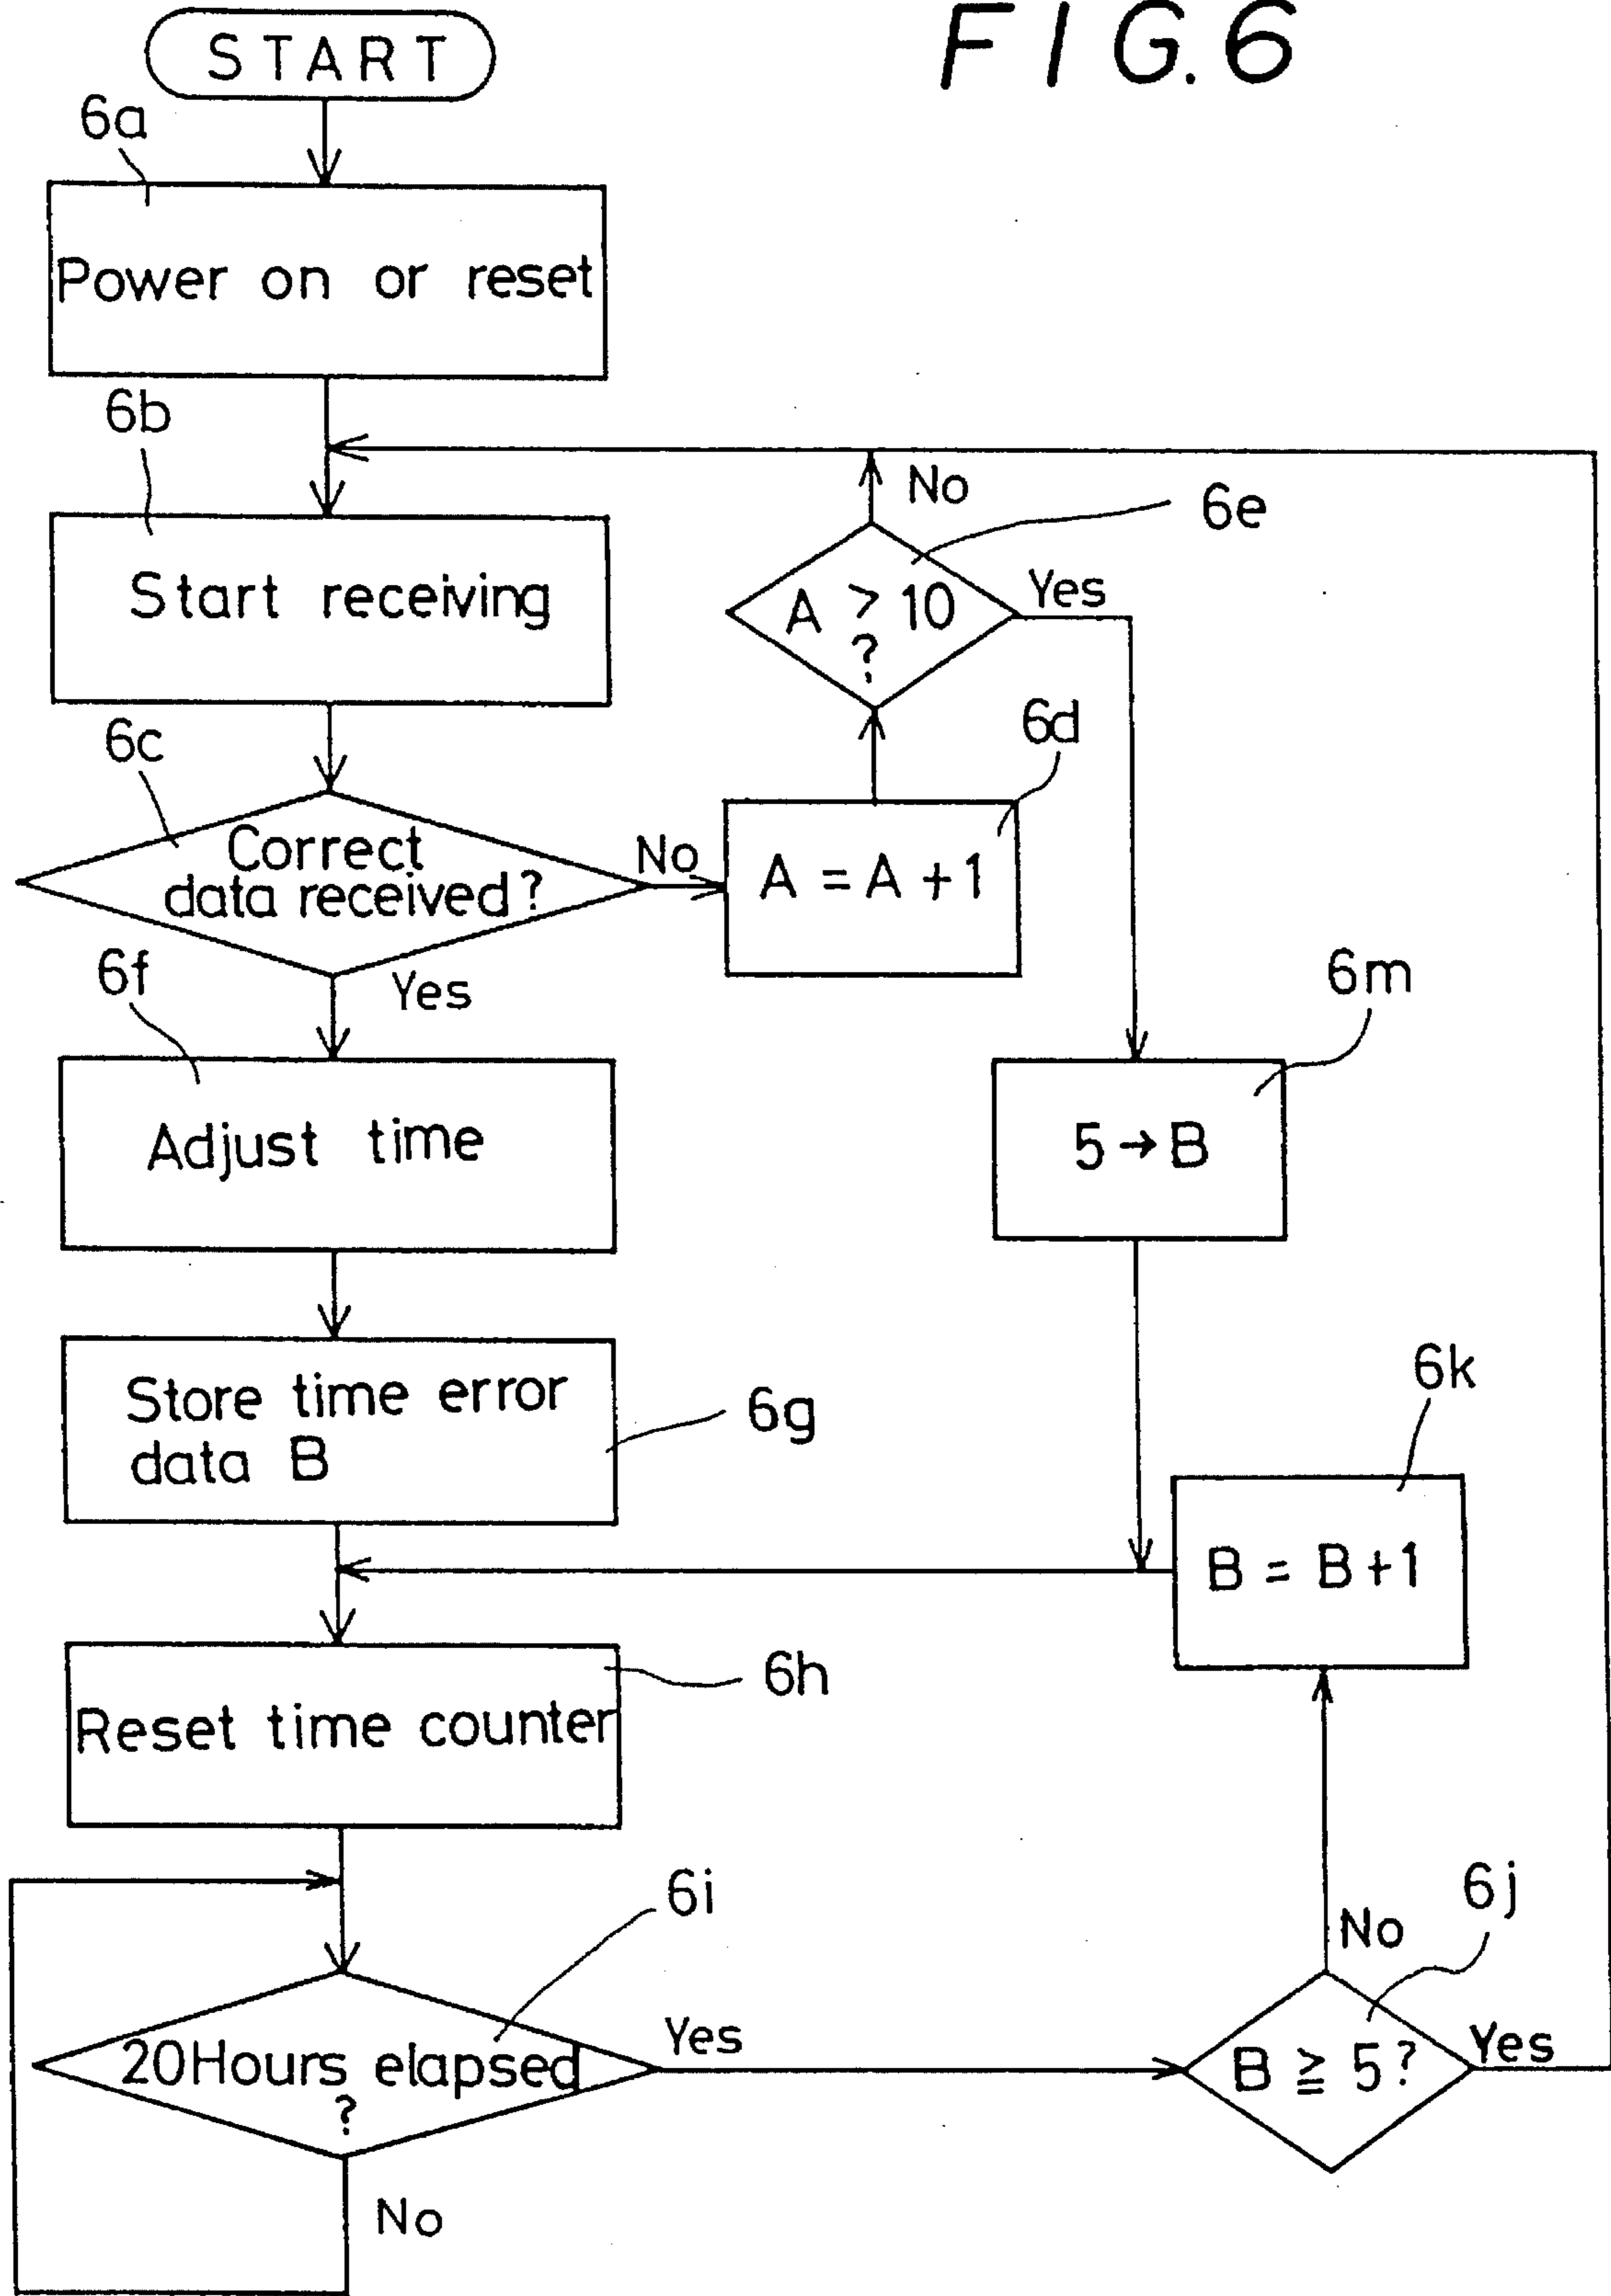 FIG.6
START
6a
Power on or reset
6b
Start receiving
No
6e
A > 10
?
Yes
6d
6c
Correct
data received?
No
A = A + 1
Yes
6f
Adjust time
6m
5→B
Store time error
data B
6g
6k
B = B+1
Reset time counter
6h
6i
20Hours elapsed
?
Yes
No
6j
No
B ≧ 5?
Yes